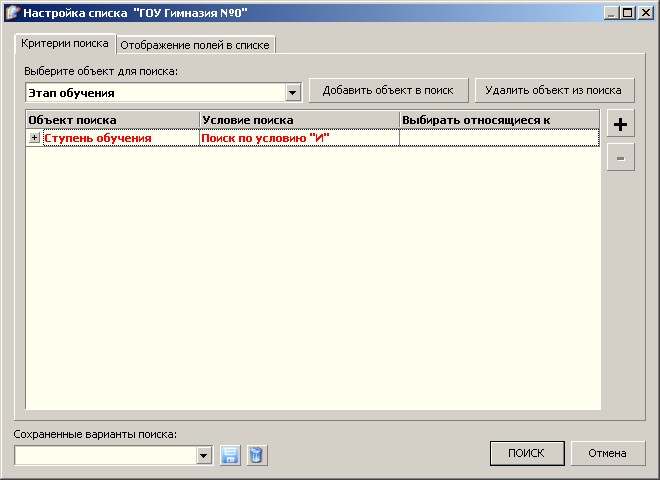 Настройка списка "ГОУ Гимназия №0"
Критерии поиска
Отображение полей в списке
Выберите объект для поиска:
Этап обучения
Добавить объект в поиск
Удалить объект из поиска
Объект поиска
Условие поиска
Выбирать относящиеся к
Ступень обучения
Поиск по условию "И"
Сохраненные варианты поиска:
ПОИСК
Отмена